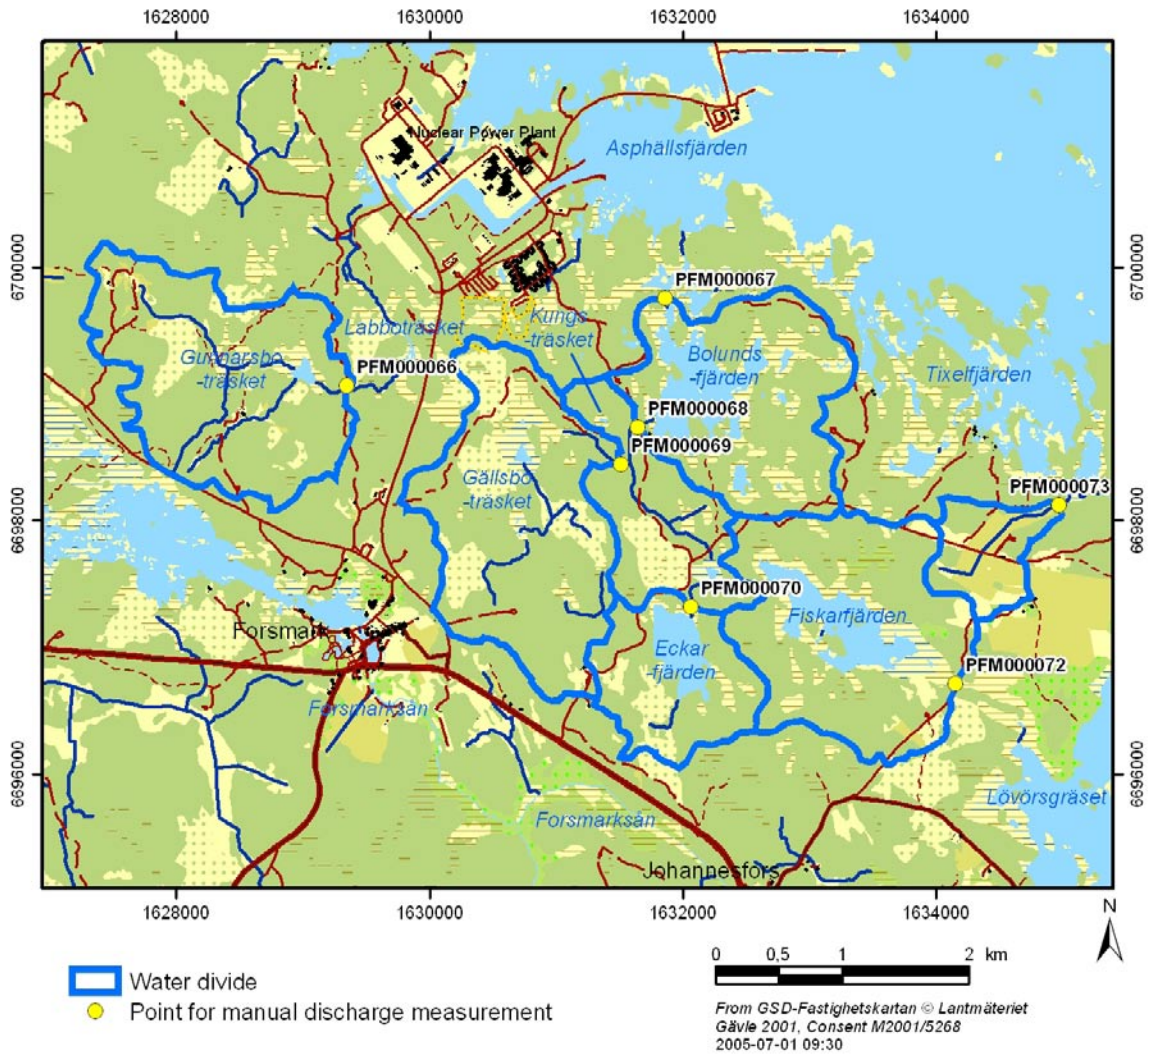 1628000
1630000
1632000
1634000
Nuclear Power Plant
Asphällsfjärden
6700000
6700000
PFM000067
Labboträsket
Kungs
-träsket
Gunnarsbo
-träsket
PFM000066
Bolunds
-fjärden
Tixelfjärden
PFM000068
PFM000069
Gällsbo
-träsket
PFM000073
6698000
6698000
PFM000070
Fiskarfjärden
Forsmark
Eckar
-fjärden
PFM000072
Forsmarksån
6696000
6696000
Lövörsgräset
Forsmarksån
Johannesfors
1628000
1630000
1632000
1634000
N
0 0,5 1 2 km
Water divide
Point for manual discharge measurement
From GSD-Fastighetskartan © Lantmäteriet
Gävle 2001, Consent M2001/5268
2005-07-01 09:30